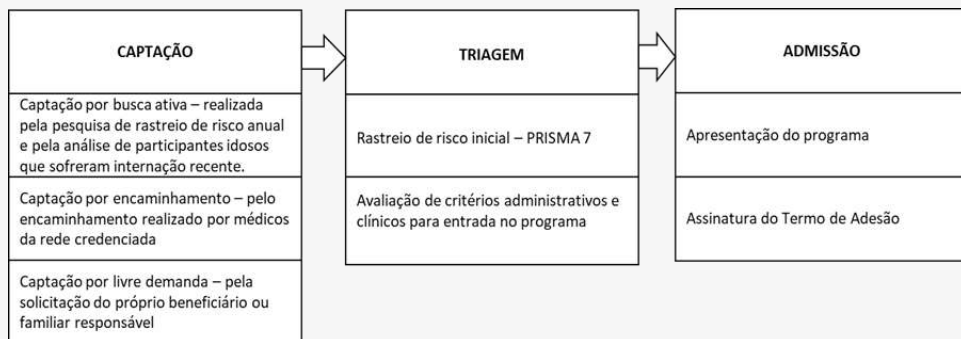 CAPTAÇÃO
Captação por busca ativa – realizada
pela pesquisa de rastreio de risco anual
e pela análise de participantes idosos
que sofreram internação recente.
Captação por encaminhamento – pelo
encaminhamento realizado por médicos
da rede credenciada
Captação por livre demanda – pela
solicitação do próprio beneficiário ou
familiar responsável
TRIAGEM
Rastreio de risco inicial – PRISMA 7
Avaliação de critérios administrativos e
clínicos para entrada no programa
ADMISSÃO
Apresentação do programa
Assinatura do Termo de Adesão